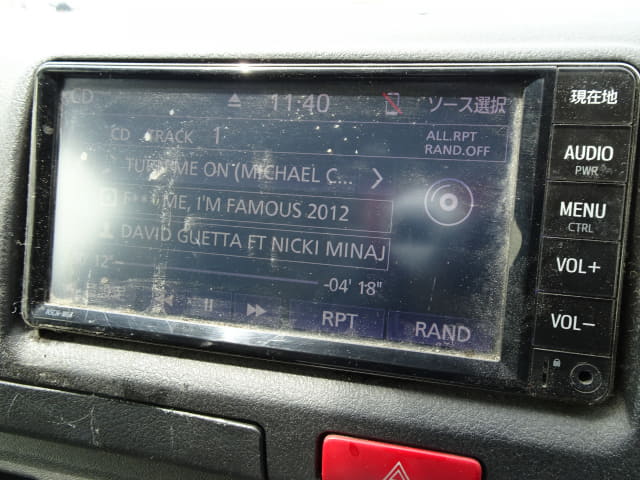 CD 11:40 ソース選択
現在地
CD TRACK 1 ALL.RPT
RAND.OFF
AUDIO
PWR
TURN ME ON (MICHAEL C...
F***ME, I'M FAMOUS 2012
MENU
CTRL
DAVID GUETTA FT NICKI MINAJ
VOL+
12" -04'18"
RPT RAND
VOL-